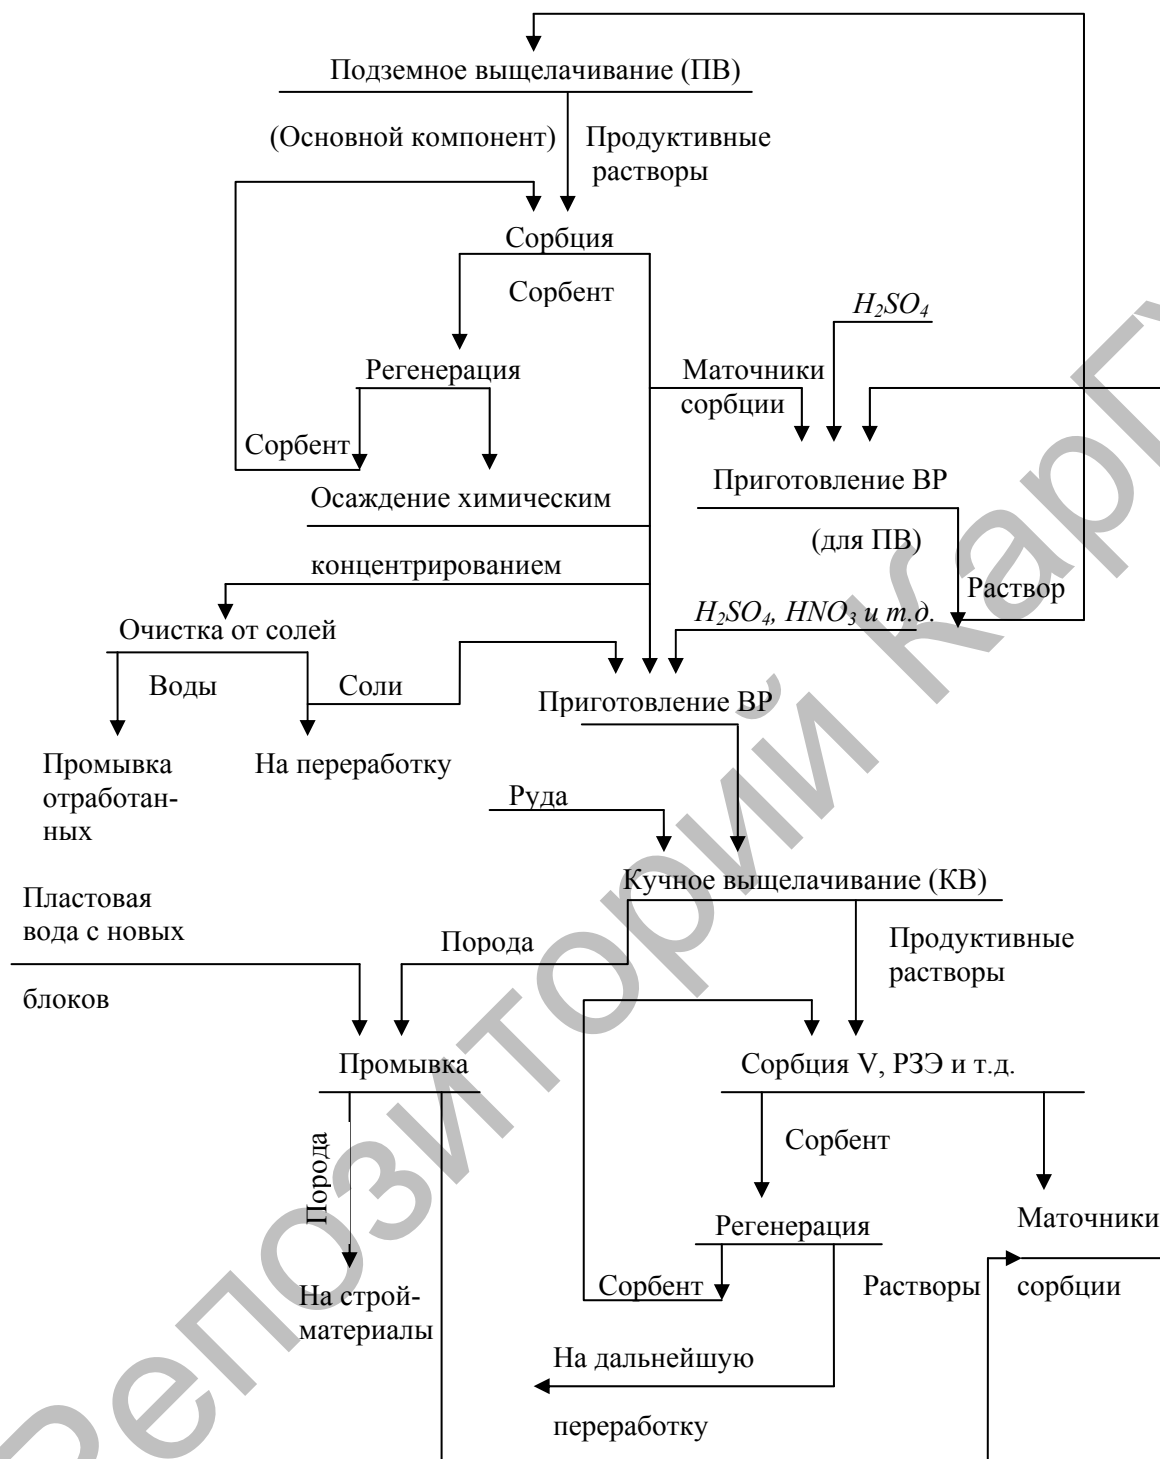 Подземное выщелачивание (ПВ)
(Основной компонент)
Продуктивные
растворы
Сорбция
Сорбент
H₂SO₄
Регенерация
Маточники
сорбции
Сорбент
Приготовление ВР
(для ПВ)
Осаждение химическим
концентрированием
Раствор
H₂SO₄, HNO₃ и т.д.
Очистка от солей
Воды
Соли
Приготовление ВР
Промывка
отработан-
ных
На переработку
Руда
Кучное выщелачивание (КВ)
Пластовая
вода с новых
блоков
Порода
Продуктивные
растворы
Промывка
Сорбция V, РЗЭ и т.д.
Порода
Сорбент
Регенерация
Маточники
сорбции
Сорбент
Растворы
На строй-
материалы
На дальнейшую
переработку
Репозиторий КарГУ